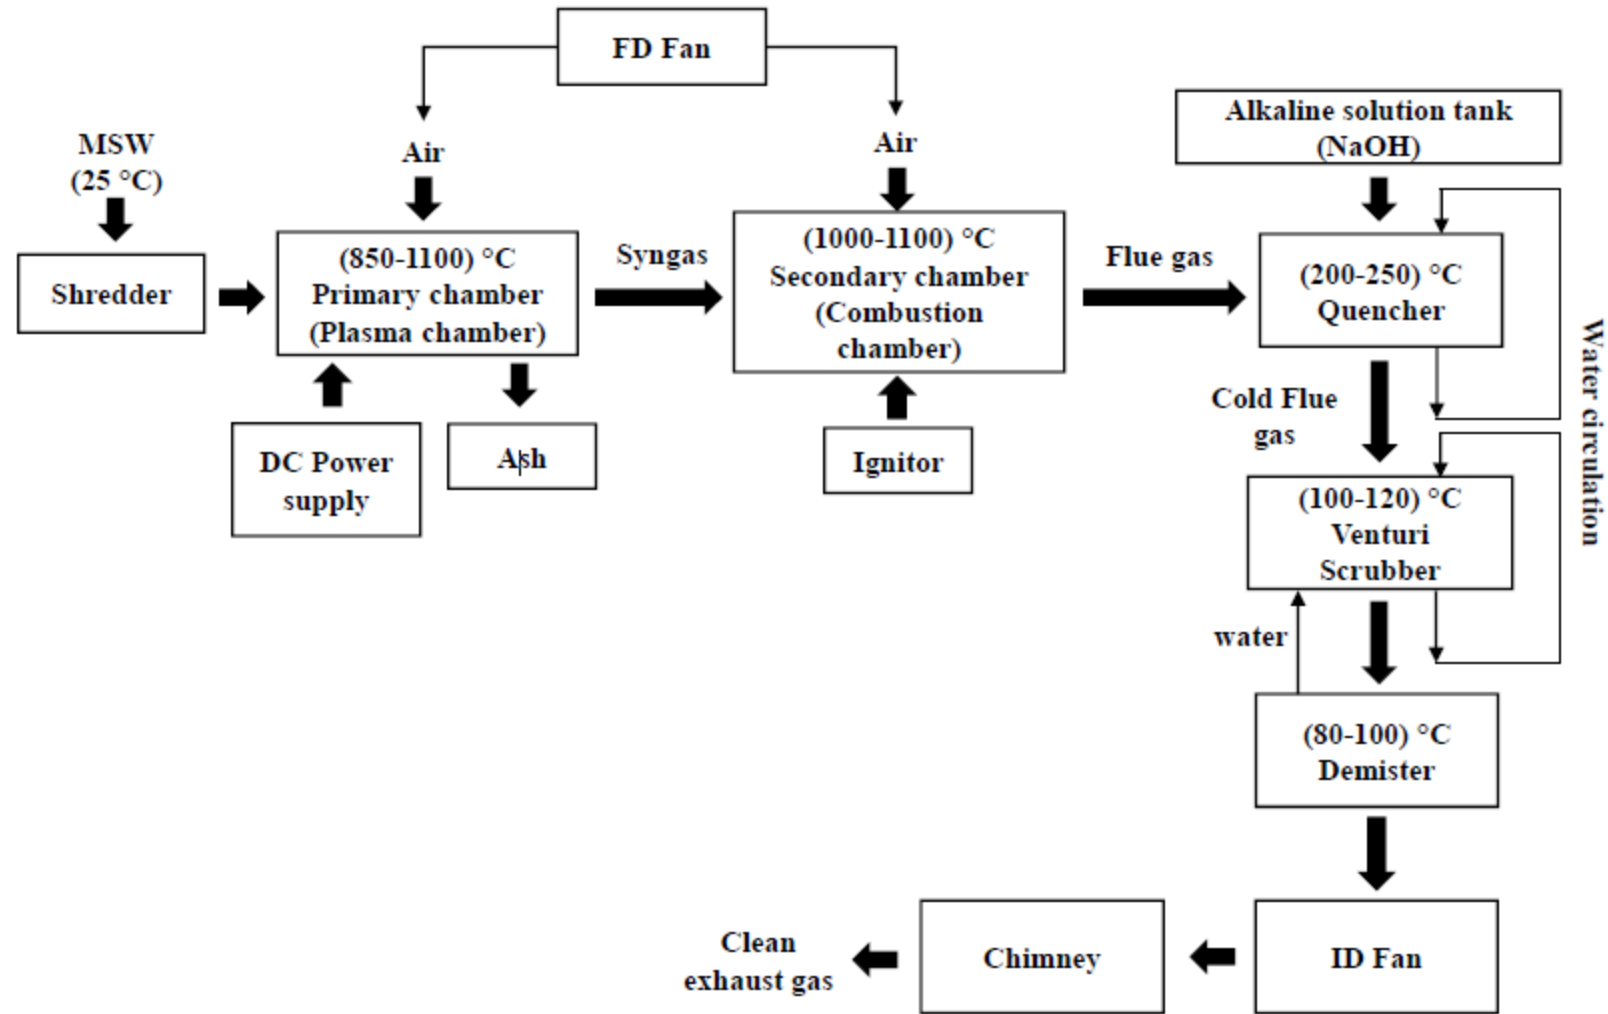 FD Fan
MSW
(25 °C)
Air
Air
Alkaline solution tank
(NaOH)
Shredder
(850-1100) °C
Primary chamber
(Plasma chamber)
Syngas
(1000-1100) °C
Secondary chamber
(Combustion
chamber)
Flue gas
(200-250) °C
Quencher
DC Power
supply
Ash
Ignitor
Cold Flue
gas
Water circulation
(100-120) °C
Venturi
Scrubber
water
(80-100) °C
Demister
ID Fan
Chimney
Clean
exhaust gas